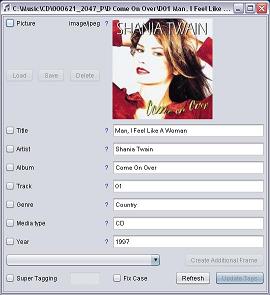 C:\Music\CD\000621_2047_P\D Come On Over\D01 Man, I Feel Like ...
Picture image/jpeg ?
SHANIA TWAIN
Come on Over
Load Save Delete
Title ? Man, I Feel Like A Woman
Artist ? Shania Twain
Album ? Come On Over
Track ? 01
Genre ? Country
Media type ? CD
Year ? 1997
Create Additional Frame
Super Tagging Fix Case Refresh Update Tags